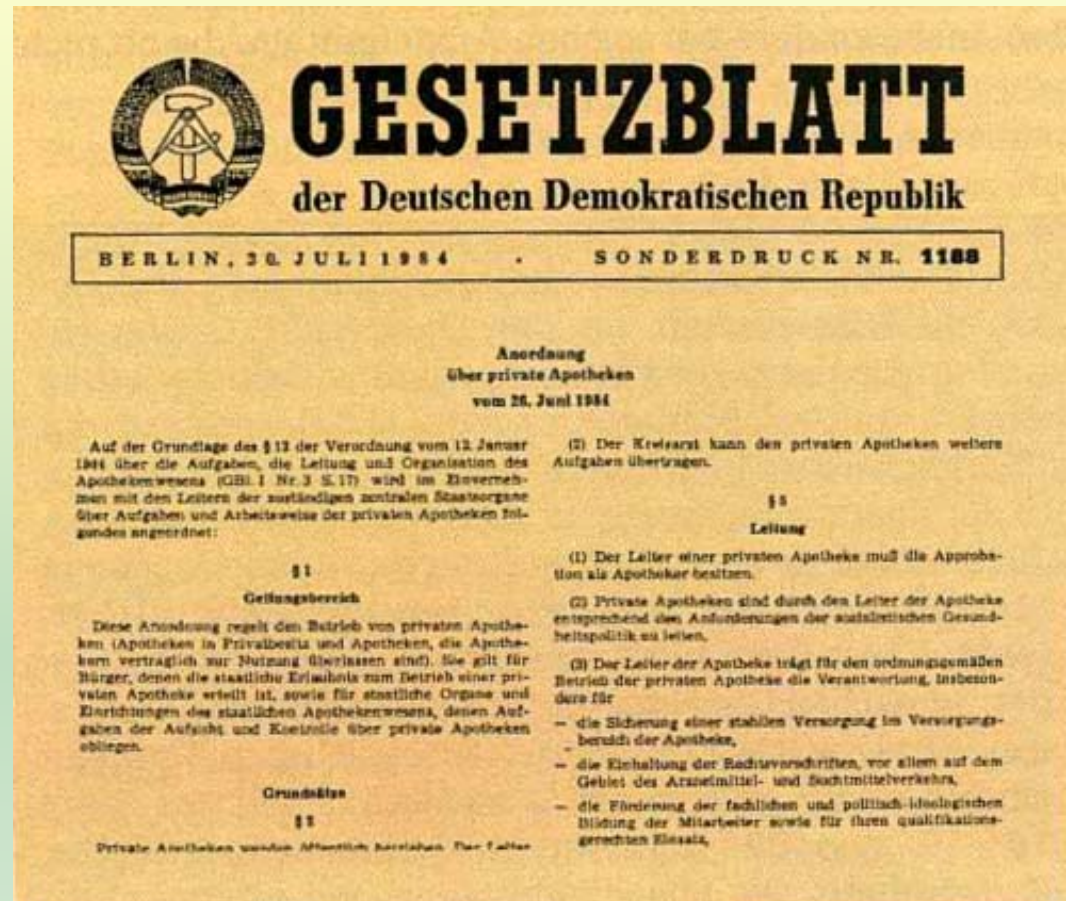 GESETZBLATT
der Deutschen Demokratischen Republik
BERLIN, 30. JULI 1984 · SONDERDRUCK NR. 1188
Anordnung
über private Apotheken
vom 26. Juni 1984
Auf der Grundlage des § 12 der Verordnung vom 12. Januar
1984 über die Aufgaben, die Leitung und Organisation des
Apothekenwesens (GBl. I Nr. 3 S. 17) wird im Einverneh-
men mit den Leitern der zuständigen zentralen Staatsorgane
über Aufgaben und Arbeitsweise der privaten Apotheken fol-
gendes angeordnet:
§ 1
Geltungsbereich
Diese Anordnung regelt den Betrieb von privaten Apothe-
ken (Apotheken in Privatbesitz und Apotheken, die Apothe-
kern vertraglich zur Nutzung überlassen sind). Sie gilt für
Bürger, denen die staatliche Erlaubnis zum Betrieb einer pri-
vaten Apotheke erteilt ist, sowie für staatliche Organe und
Einrichtungen des staatlichen Apothekenwesens, denen Auf-
gaben der Aufsicht und Kontrolle über private Apotheken
obliegen.
Grundsätze
§ 2
Private Apotheken werden öffentlich betrieben. Der Leiter
(2) Der Kreisarzt kann den privaten Apotheken weitere
Aufgaben übertragen.
§
Leitung
(1) Der Leiter einer privaten Apotheke muß die Approba-
tion als Apotheker besitzen.
(2) Private Apotheken sind durch den Leiter der Apotheke
entsprechend den Anforderungen der sozialistischen Gesund-
heitspolitik zu leiten.
(3) Der Leiter der Apotheke trägt für den ordnungsgemäßen
Betrieb der privaten Apotheke die Verantwortung, insbeson-
dere für
– die Sicherung einer stabilen Versorgung im Versorgungs-
bereich der Apotheke,
– die Einhaltung der Rechtsvorschriften, vor allem auf dem
Gebiet des Arzneimittel- und Suchtmittelverkehrs,
– die Förderung der fachlichen und politisch-ideologischen
Bildung der Mitarbeiter sowie für ihren qualifikations-
gerechten Einsatz,